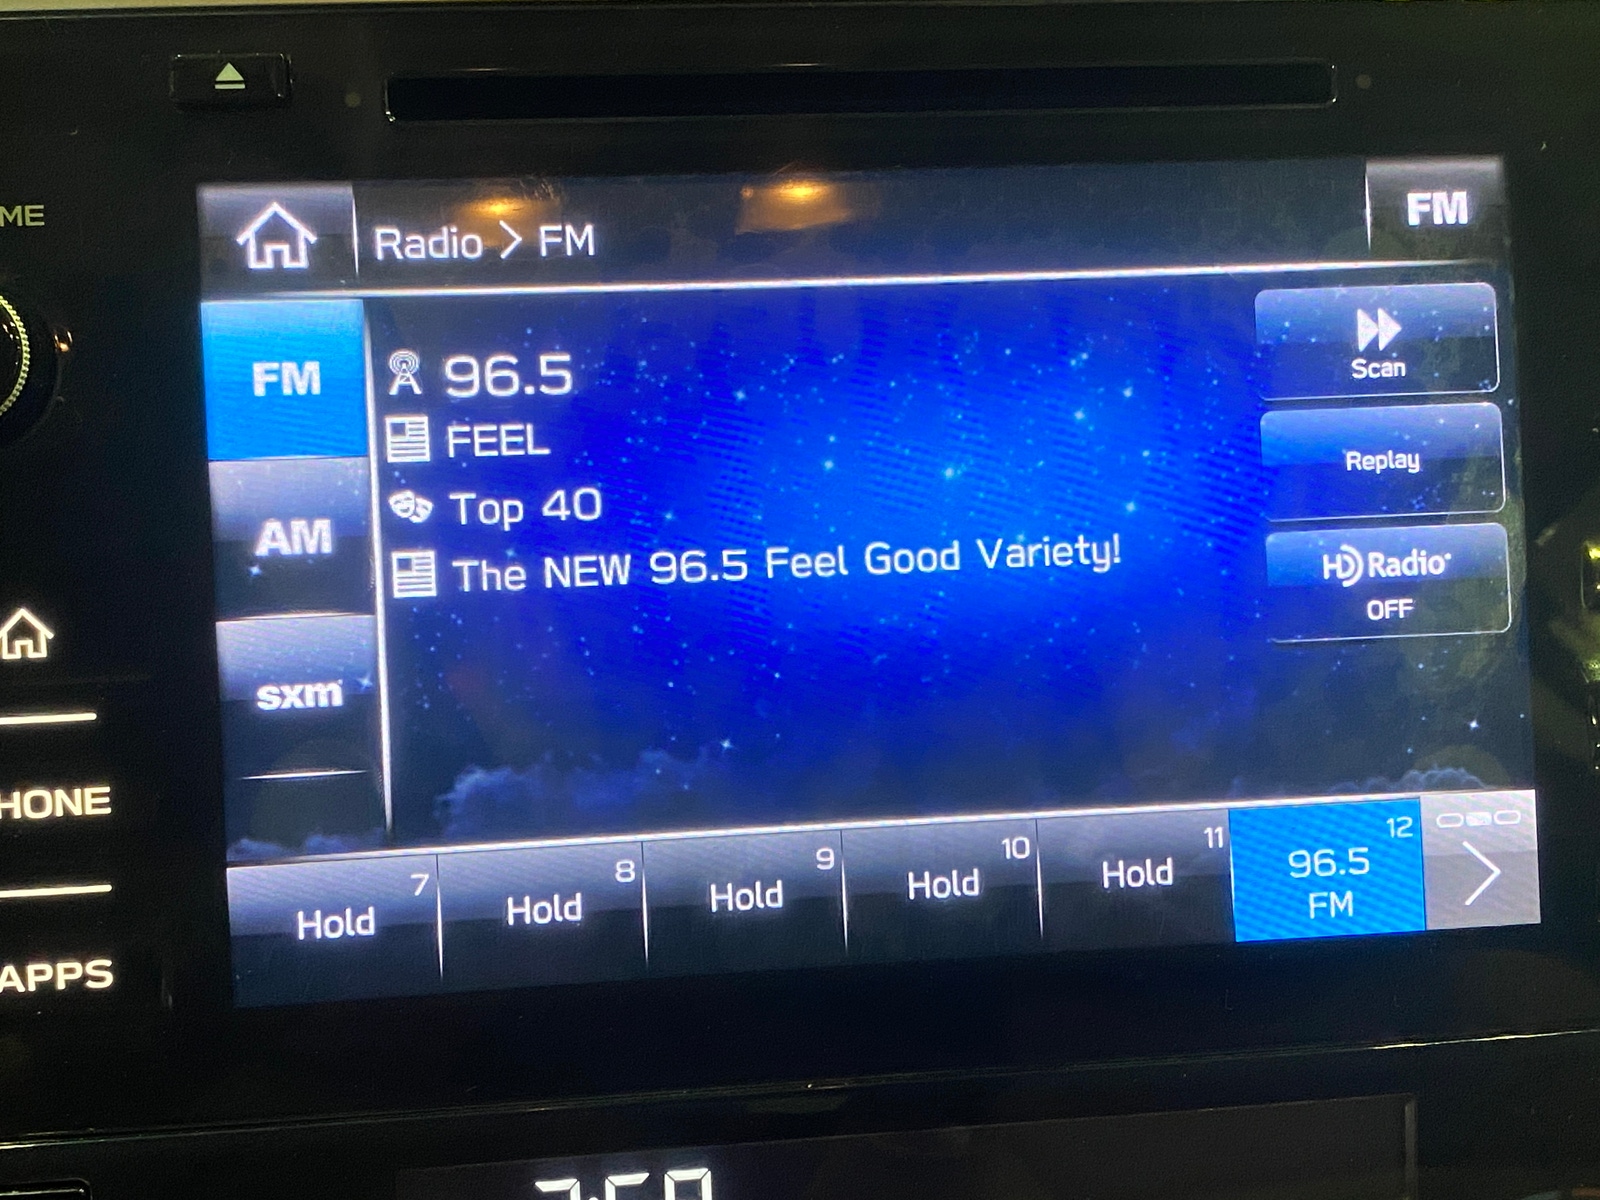 ME
Radio > FM
FM
FM
96.5
FEEL
Top 40
The NEW 96.5 Feel Good Variety!
Scan
Replay
HD Radio
OFF
AM
sxm
HONE
APPS
7
Hold
8
Hold
9
Hold
10
Hold
11
Hold
12
96.5
FM